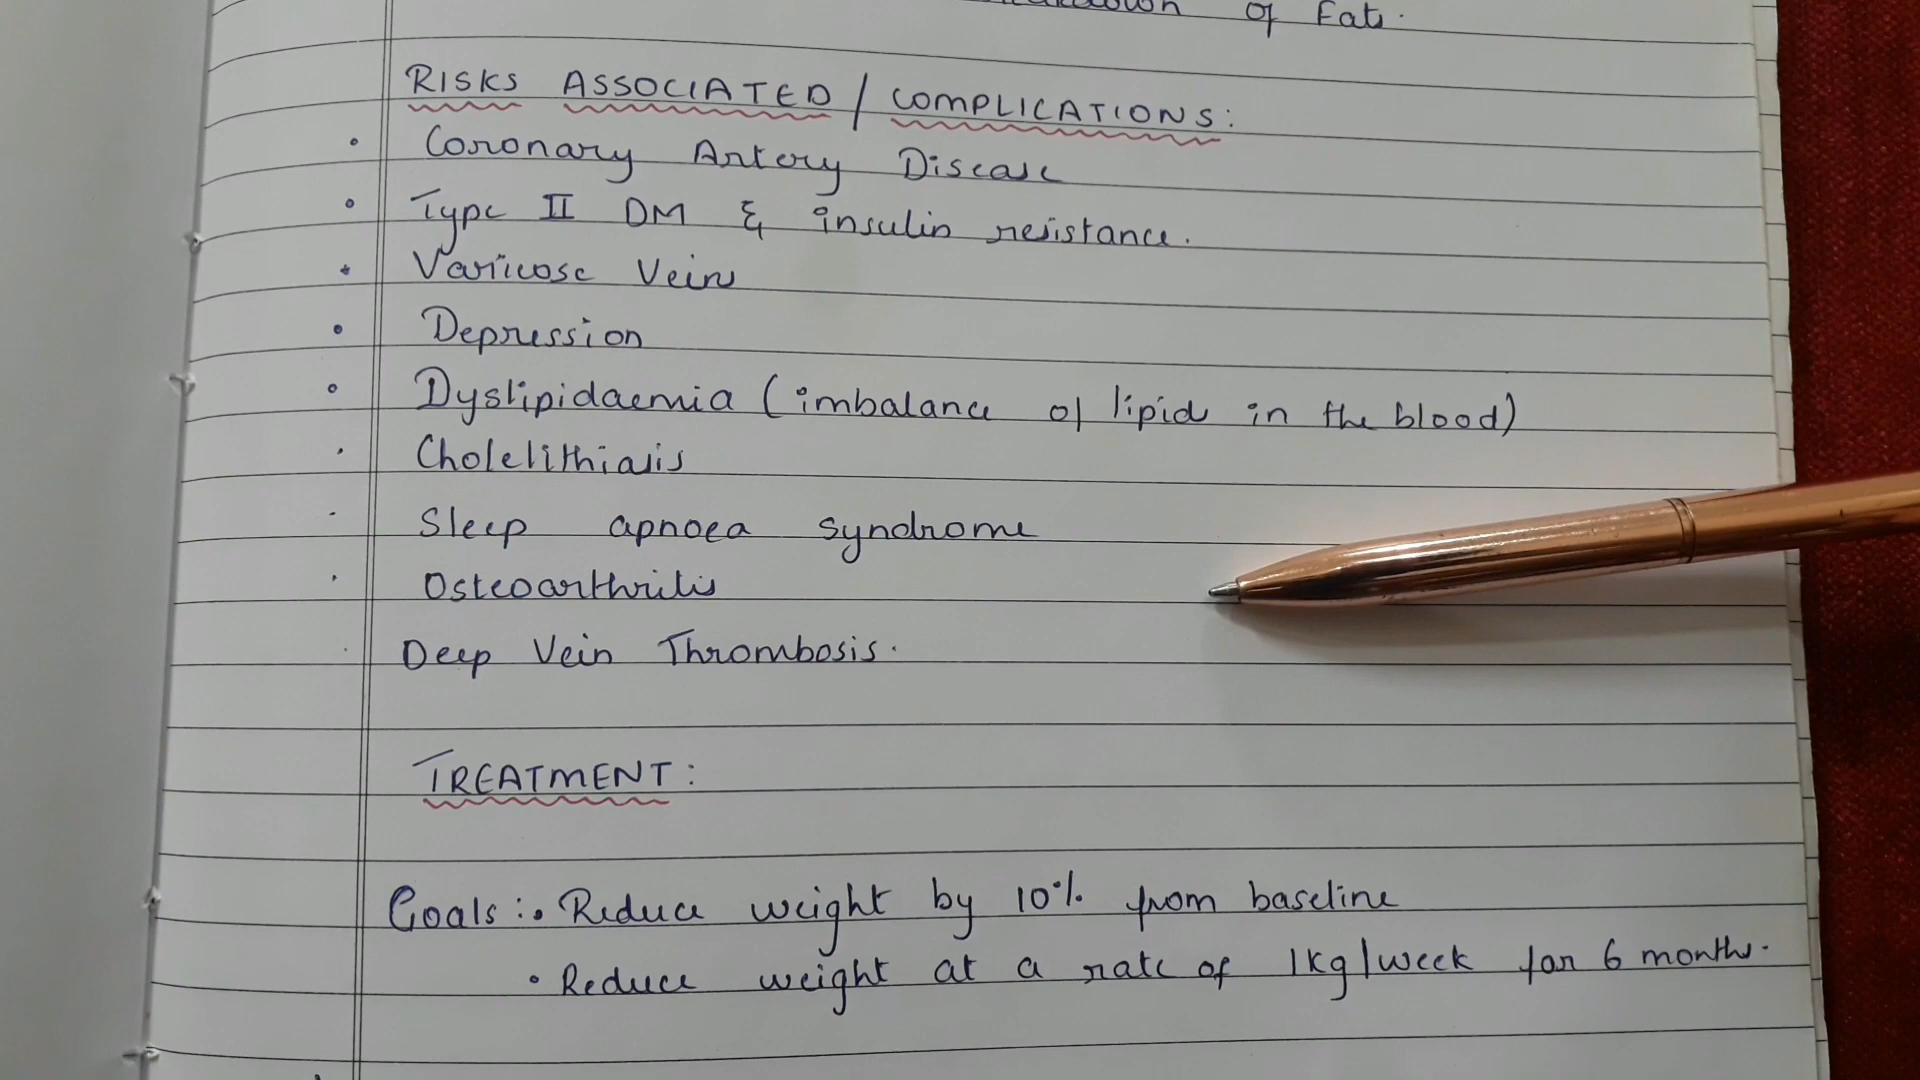 of Fats.
RISKS ASSOCIATED / COMPLICATIONS:
• Coronary Artery Disease
• Type II DM & insulin resistance.
• Varicose Veins
• Depression
• Dyslipidaemia (imbalance of lipids in the blood)
• Cholelithiasis
• Sleep apnoea syndrome
• Osteoarthritis
• Deep Vein Thrombosis.
TREATMENT:
Goals: • Reduce weight by 10% from baseline
• Reduce weight at a rate of 1kg/week for 6 months.